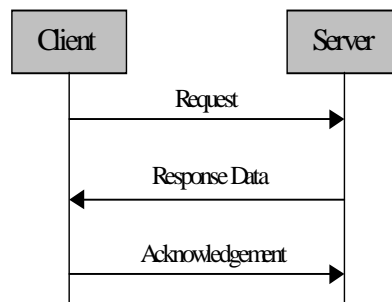 Client
Server
Request
Response Data
Acknowledgement